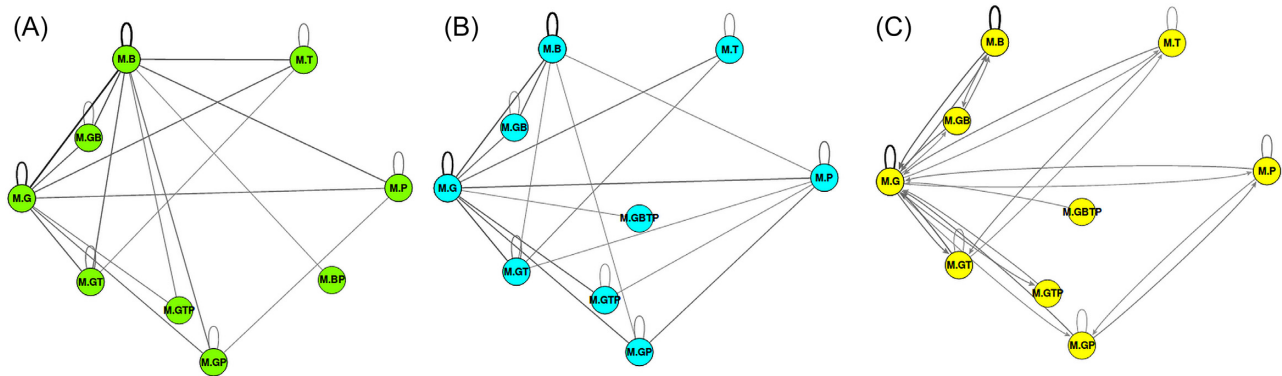 (A)
M.B
M.T
M.GB
M.G
M.P
M.GT
M.BP
M.GTP
M.GP
(B)
M.B
M.T
M.GB
M.G
M.P
M.GBTP
M.GT
M.GTP
M.GP
(C)
M.B
M.T
M.GB
M.G
M.P
M.GBTP
M.GT
M.GTP
M.GP